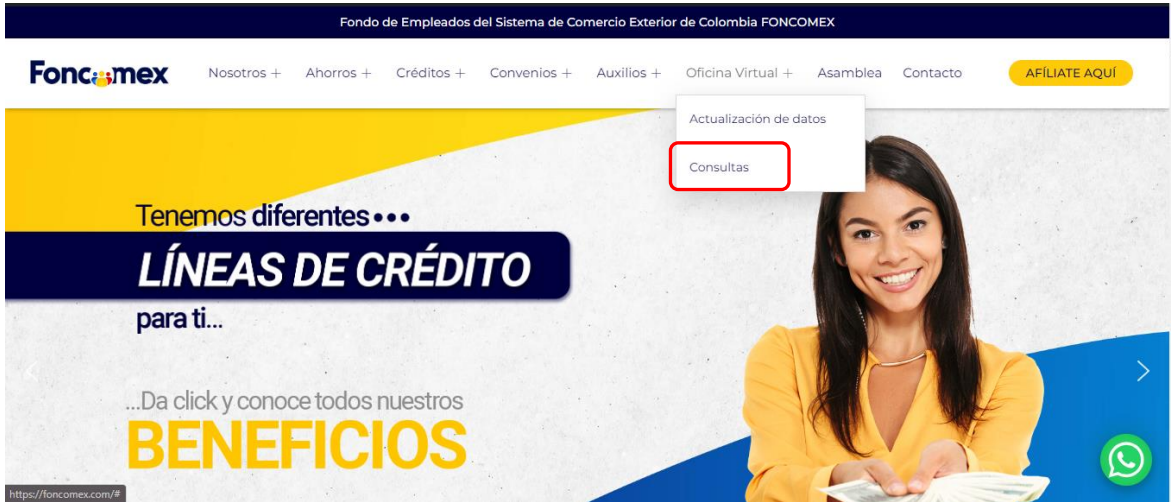 Fondo de Empleados del Sistema de Comercio Exterior de Colombia FONCOMEX
Foncomex
Nosotros + Ahorros + Créditos + Convenios + Auxilios + Oficina Virtual + Asamblea Contacto AFÍLIATE AQUÍ
Actualización de datos
Consultas
Tenemos diferentes •••
LÍNEAS DE CRÉDITO
para ti...
...Da click y conoce todos nuestros
BENEFICIOS
https://foncomex.com/#